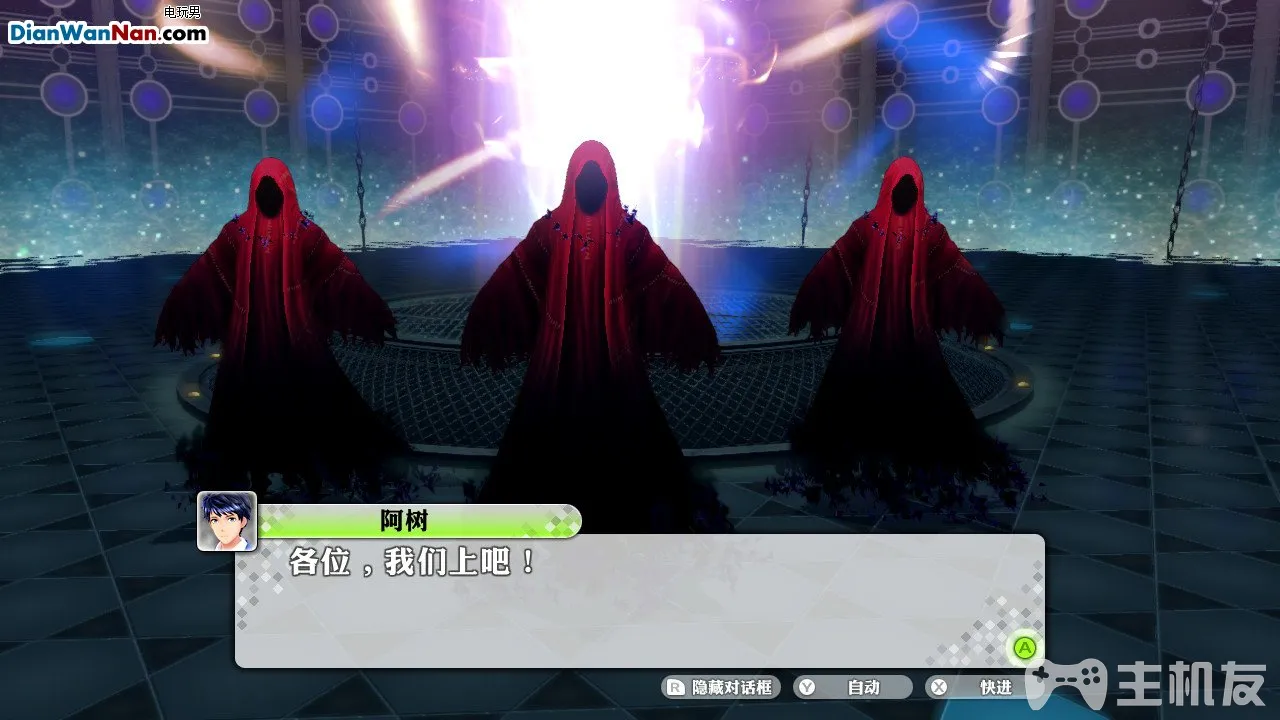 电玩男
DianWanNan.com
阿树
各位，我们上吧！
A
R 隐藏对话框 Y 自动 X 快进
主机友